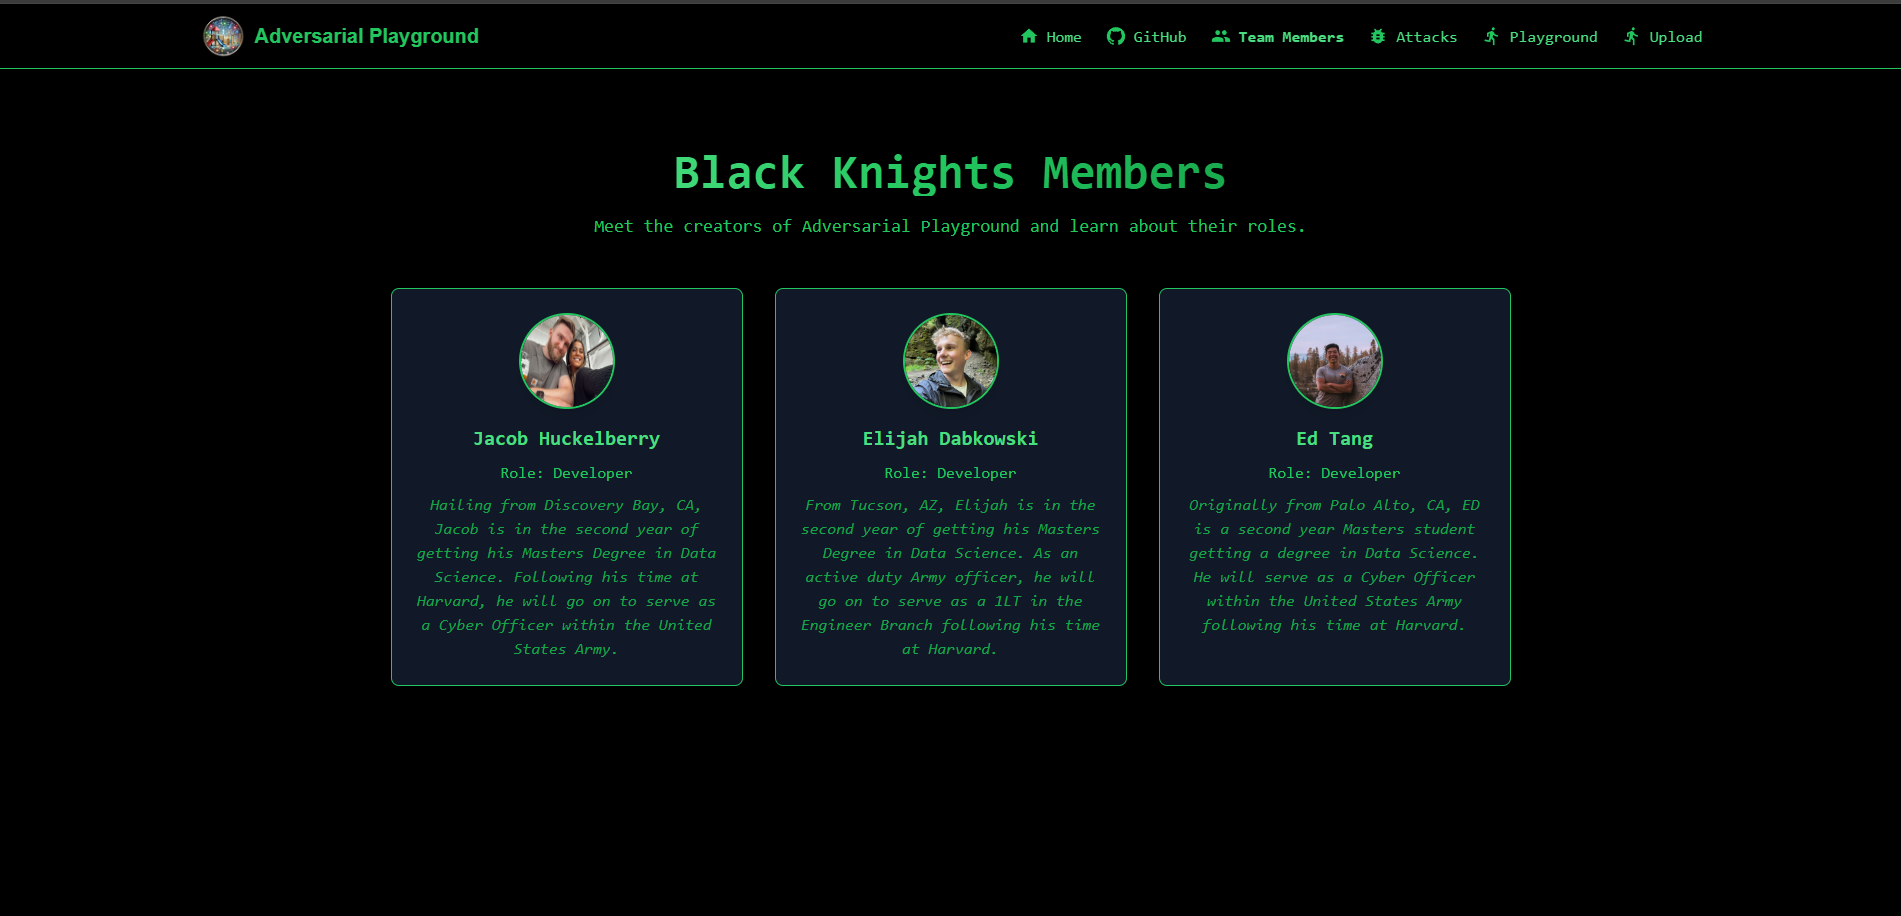 Adversarial Playground
Home
GitHub
Team Members
Attacks
Playground
Upload
Black Knights Members
Meet the creators of Adversarial Playground and learn about their roles.
Jacob Huckelberry
Role: Developer
Hailing from Discovery Bay, CA,
Jacob is in the second year of
getting his Masters Degree in Data
Science. Following his time at
Harvard, he will go on to serve as
a Cyber Officer within the United
States Army.
Elijah Dabkowski
Role: Developer
From Tucson, AZ, Elijah is in the
second year of getting his Masters
Degree in Data Science. As an
active duty Army officer, he will
go on to serve as a 1LT in the
Engineer Branch following his time
at Harvard.
Ed Tang
Role: Developer
Originally from Palo Alto, CA, ED
is a second year Masters student
getting a degree in Data Science.
He will serve as a Cyber Officer
within the United States Army
following his time at Harvard.